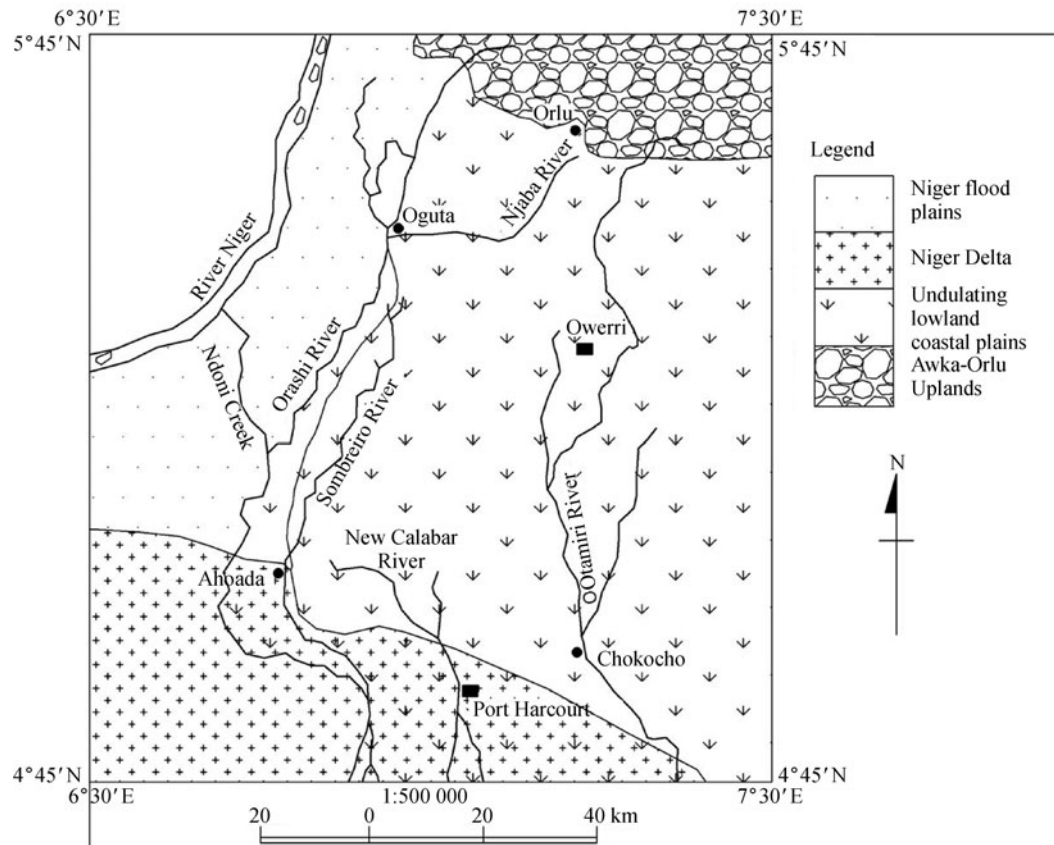 6°30′E
7°30′E
5°45′N
5°45′N
Orlu
Njaba River
Oguta
River Niger
Orashi River
Owerri
Ndoni Creek
Sombreiro River
New Calabar
River
oOtamiri River
Ahoada
Chokocho
Port Harcourt
4°45′N
4°45′N
6°30′E
1:500 000
7°30′E
20
0
20
40 km
Legend
Niger flood
plains
Niger Delta
Undulating
lowland
coastal plains
Awka-Orlu
Uplands
N